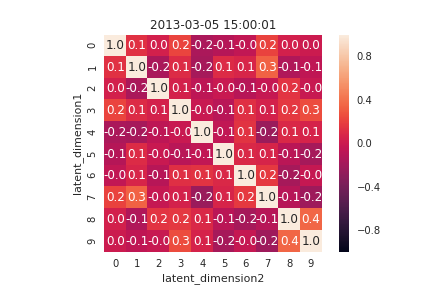 2013-03-05 15:00:01
latent_dimension1
0 1.0 0.1 0.0 0.2 -0.2 -0.1 -0.0 0.2 0.0 0.0
1 0.1 1.0 -0.2 0.1 -0.2 0.1 0.1 0.3 -0.1 -0.1
2 0.0 -0.2 1.0 0.1 -0.1 -0.0 -0.1 -0.0 0.2 -0.0
3 0.2 0.1 0.1 1.0 -0.0 -0.1 0.1 0.1 0.2 0.3
4 -0.2 -0.2 -0.1 -0.0 1.0 -0.1 0.1 -0.2 0.1 0.1
5 -0.1 0.1 -0.0 -0.1 -0.1 1.0 0.1 0.1 -0.1 -0.2
6 -0.0 0.1 -0.1 0.1 0.1 0.1 1.0 0.2 -0.2 -0.0
7 0.2 0.3 -0.0 0.1 -0.2 0.1 0.2 1.0 -0.1 -0.2
8 0.0 -0.1 0.2 0.2 0.1 -0.1 -0.2 -0.1 1.0 0.4
9 0.0 -0.1 -0.0 0.3 0.1 -0.2 -0.0 -0.2 0.4 1.0
0 1 2 3 4 5 6 7 8 9
latent_dimension2
0.8
0.4
0.0
−0.4
−0.8